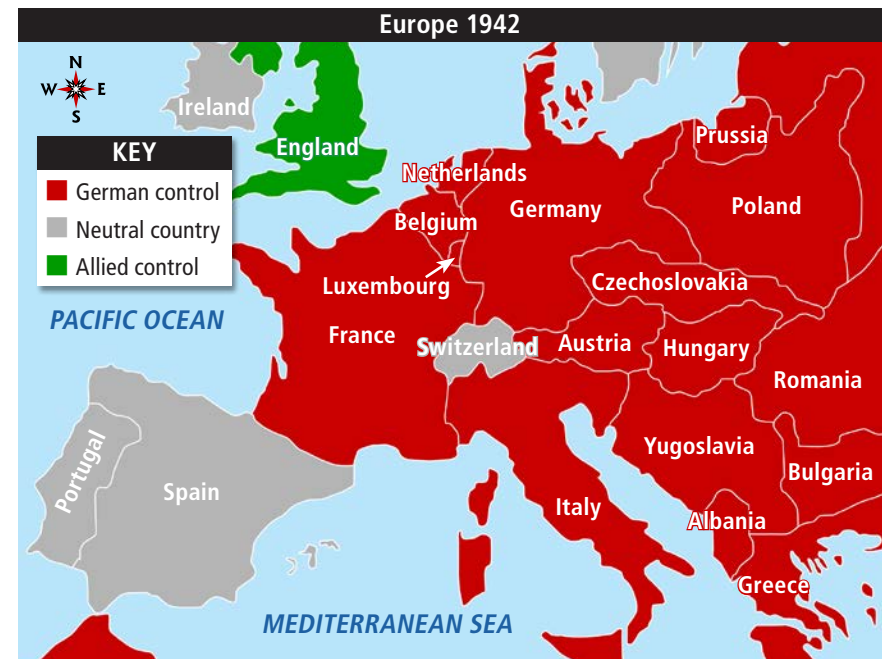 Europe 1942
N
W E
S
Ireland
England
KEY
German control
Neutral country
Allied control
Prussia
Netherlands
Germany
Poland
Belgium
Czechoslovakia
Luxembourg
PACIFIC OCEAN
France
Switzerland
Austria
Hungary
Romania
Yugoslavia
Portugal
Spain
Bulgaria
Italy
Albania
Greece
MEDITERRANEAN SEA